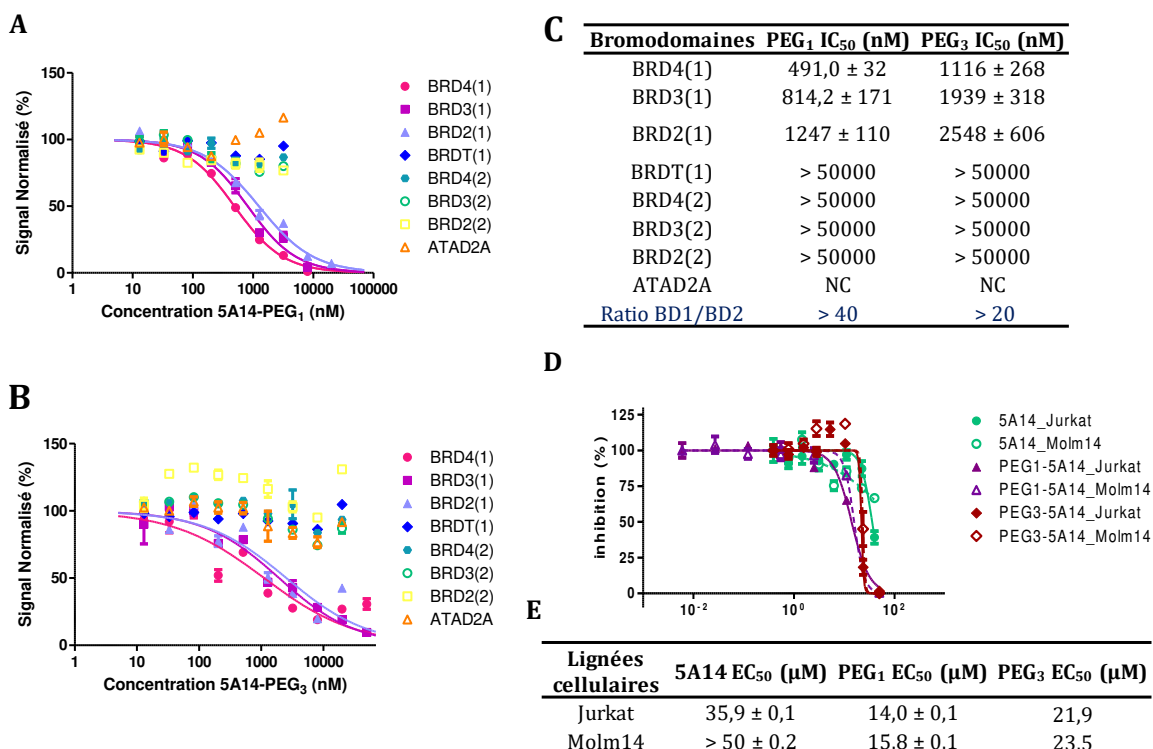 A
Signal Normalisé (%)
150
100
50
0
1
10
100
1000
10000
100000
Concentration 5A14-PEG1 (nM)
BRD4(1)
BRD3(1)
BRD2(1)
BRDT(1)
BRD4(2)
BRD3(2)
BRD2(2)
ATAD2A
B
Signal Normalisé (%)
150
100
50
0
1
10
100
1000
10000
Concentration 5A14-PEG3 (nM)
BRD4(1)
BRD3(1)
BRD2(1)
BRDT(1)
BRD4(2)
BRD3(2)
BRD2(2)
ATAD2A
C
Bromodomaines PEG1 IC50 (nM) PEG3 IC50 (nM)
BRD4(1) 491,0 ± 32 1116 ± 268
BRD3(1) 814,2 ± 171 1939 ± 318
BRD2(1) 1247 ± 110 2548 ± 606
BRDT(1) > 50000 > 50000
BRD4(2) > 50000 > 50000
BRD3(2) > 50000 > 50000
BRD2(2) > 50000 > 50000
ATAD2A NC NC
Ratio BD1/BD2 > 40 > 20
D
inhibition (%)
125
100
75
50
25
0
10-2
100
102
5A14_Jurkat
5A14_Molm14
PEG1-5A14_Jurkat
PEG1-5A14_Molm14
PEG3-5A14_Jurkat
PEG3-5A14_Molm14
E
Lignées cellulaires 5A14 EC50 (µM) PEG1 EC50 (µM) PEG3 EC50 (µM)
Jurkat 35,9 ± 0,1 14,0 ± 0,1 21,9
Molm14 > 50 ± 0.2 15,8 ± 0,1 23,5